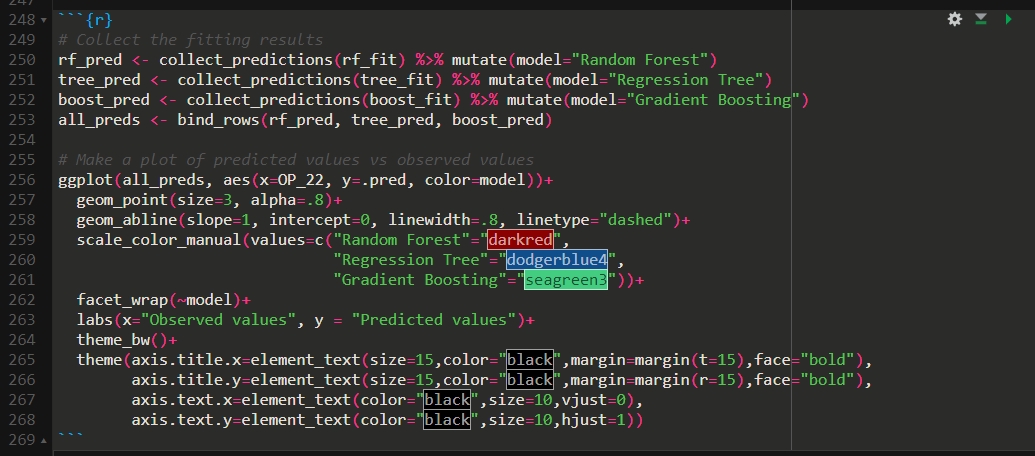 247
248 ```{r}
249 # Collect the fitting results
250 rf_pred <- collect_predictions(rf_fit) %>% mutate(model="Random Forest")
251 tree_pred <- collect_predictions(tree_fit) %>% mutate(model="Regression Tree")
252 boost_pred <- collect_predictions(boost_fit) %>% mutate(model="Gradient Boosting")
253 all_preds <- bind_rows(rf_pred, tree_pred, boost_pred)
254
255 # Make a plot of predicted values vs observed values
256 ggplot(all_preds, aes(x=OP_22, y=.pred, color=model))+
257   geom_point(size=3, alpha=.8)+
258   geom_abline(slope=1, intercept=0, linewidth=.8, linetype="dashed")+
259   scale_color_manual(values=c("Random Forest"="darkred",
260                               "Regression Tree"="dodgerblue4",
261                               "Gradient Boosting"="seagreen3"))+
262   facet_wrap(~model)+
263   labs(x="Observed values", y = "Predicted values")+
264   theme_bw()+
265   theme(axis.title.x=element_text(size=15,color="black",margin=margin(t=15),face="bold"),
266         axis.title.y=element_text(size=15,color="black",margin=margin(r=15),face="bold"),
267         axis.text.x=element_text(color="black",size=10,vjust=0),
268         axis.text.y=element_text(color="black",size=10,hjust=1))
269 ```